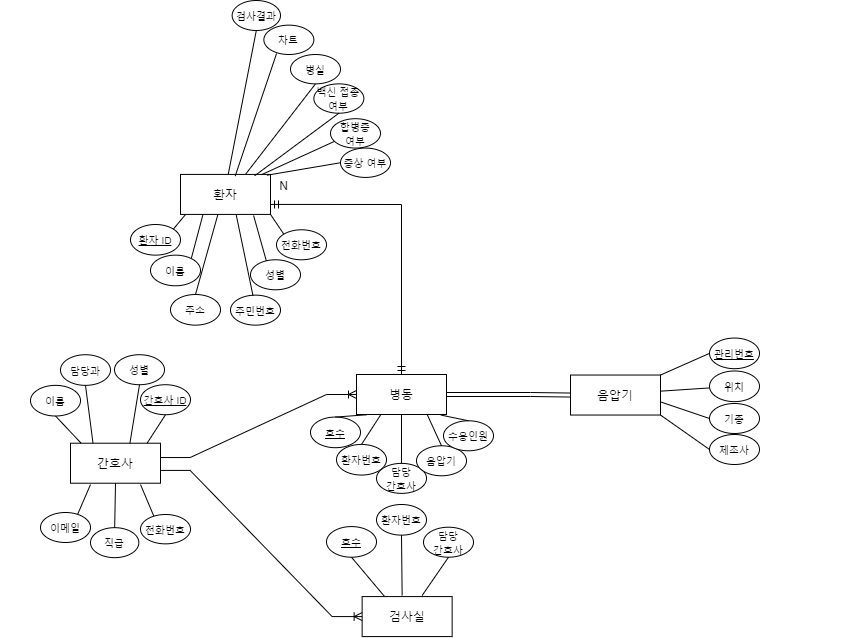 검사결과
차트
병실
백신 접종
여부
합병증
여부
증상 여부
환자
N
환자 ID
이름
주소
주민번호
성별
전화번호
담당과
성별
이름
간호사 ID
간호사
이메일
직급
전화번호
병동
호수
환자번호
담당
간호사
음압기
수용인원
음압기
관리번호
위치
기종
제조사
환자번호
호수
담당
간호사
검사실